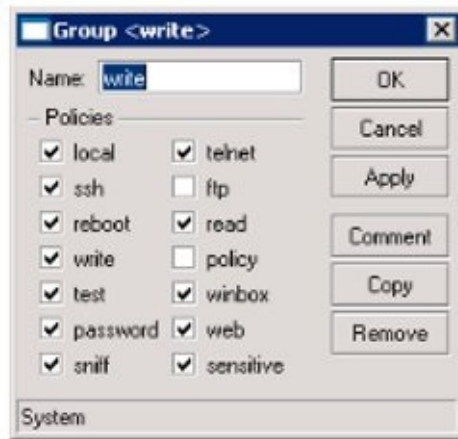 Group <write>
Name: write
OK
Policies
Cancel
local telnet
Apply
ssh ftp
reboot read
Comment
write policy
test winbox
Copy
password web
Remove
sniff sensitive
System